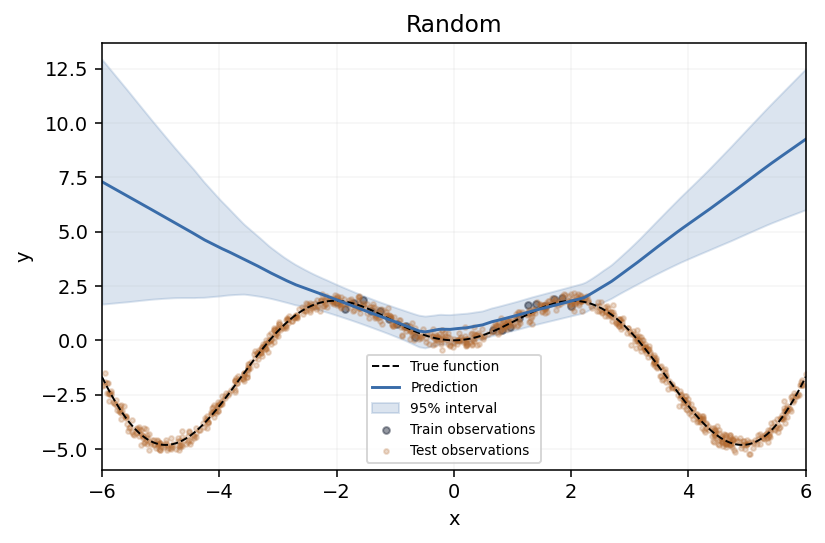 Random
12.5
10.0
7.5
5.0
2.5
0.0
−2.5
−5.0
y
True function
Prediction
95% interval
Train observations
Test observations
−6
−4
−2
0
2
4
6
x